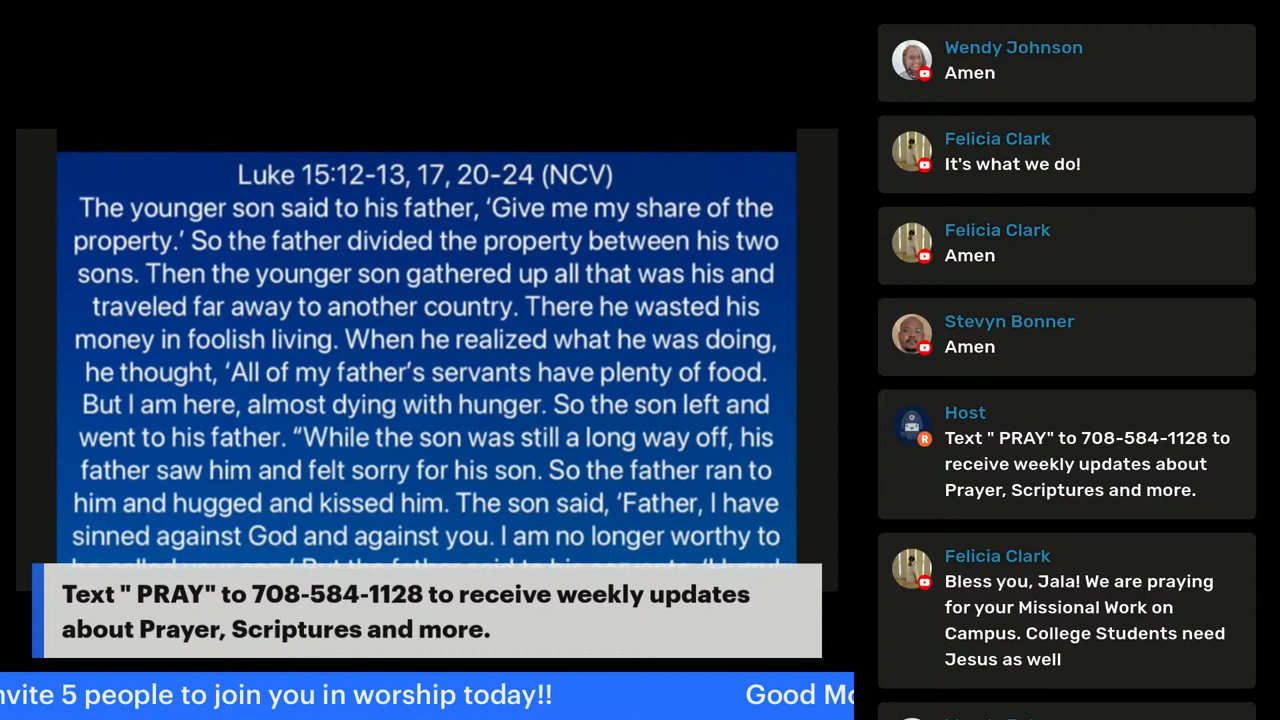 Luke 15:12-13, 17, 20-24 (NCV)
The younger son said to his father, ‘Give me my share of the
property.’ So the father divided the property between his two
sons. Then the younger son gathered up all that was his and
traveled far away to another country. There he wasted his
money in foolish living. When he realized what he was doing,
he thought, ‘All of my father’s servants have plenty of food.
But I am here, almost dying with hunger. So the son left and
went to his father. “While the son was still a long way off, his
father saw him and felt sorry for his son. So the father ran to
him and hugged and kissed him. The son said, ‘Father, I have
sinned against God and against you. I am no longer worthy to
Text " PRAY" to 708-584-1128 to receive weekly updates
about Prayer, Scriptures and more.
5 people to join you in worship today!!
Good
Wendy Johnson
Amen
Felicia Clark
It's what we do!
Felicia Clark
Amen
Stevyn Bonner
Amen
Host
R
Text " PRAY" to 708-584-1128 to
receive weekly updates about
Prayer, Scriptures and more.
Felicia Clark
Bless you, Jala! We are praying
for your Missional Work on
Campus. College Students need
Jesus as well